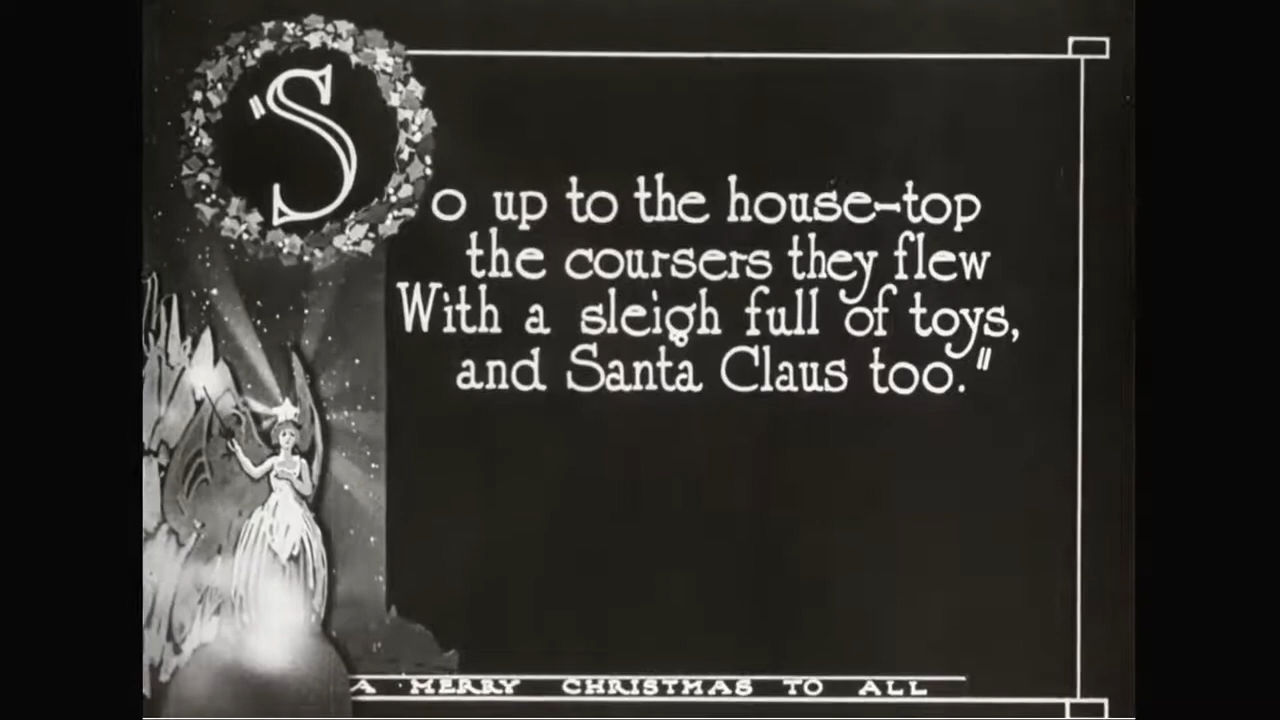 "So up to the house-top
the coursers they flew
With a sleigh full of toys,
and Santa Claus too."
A MERRY CHRISTMAS TO ALL